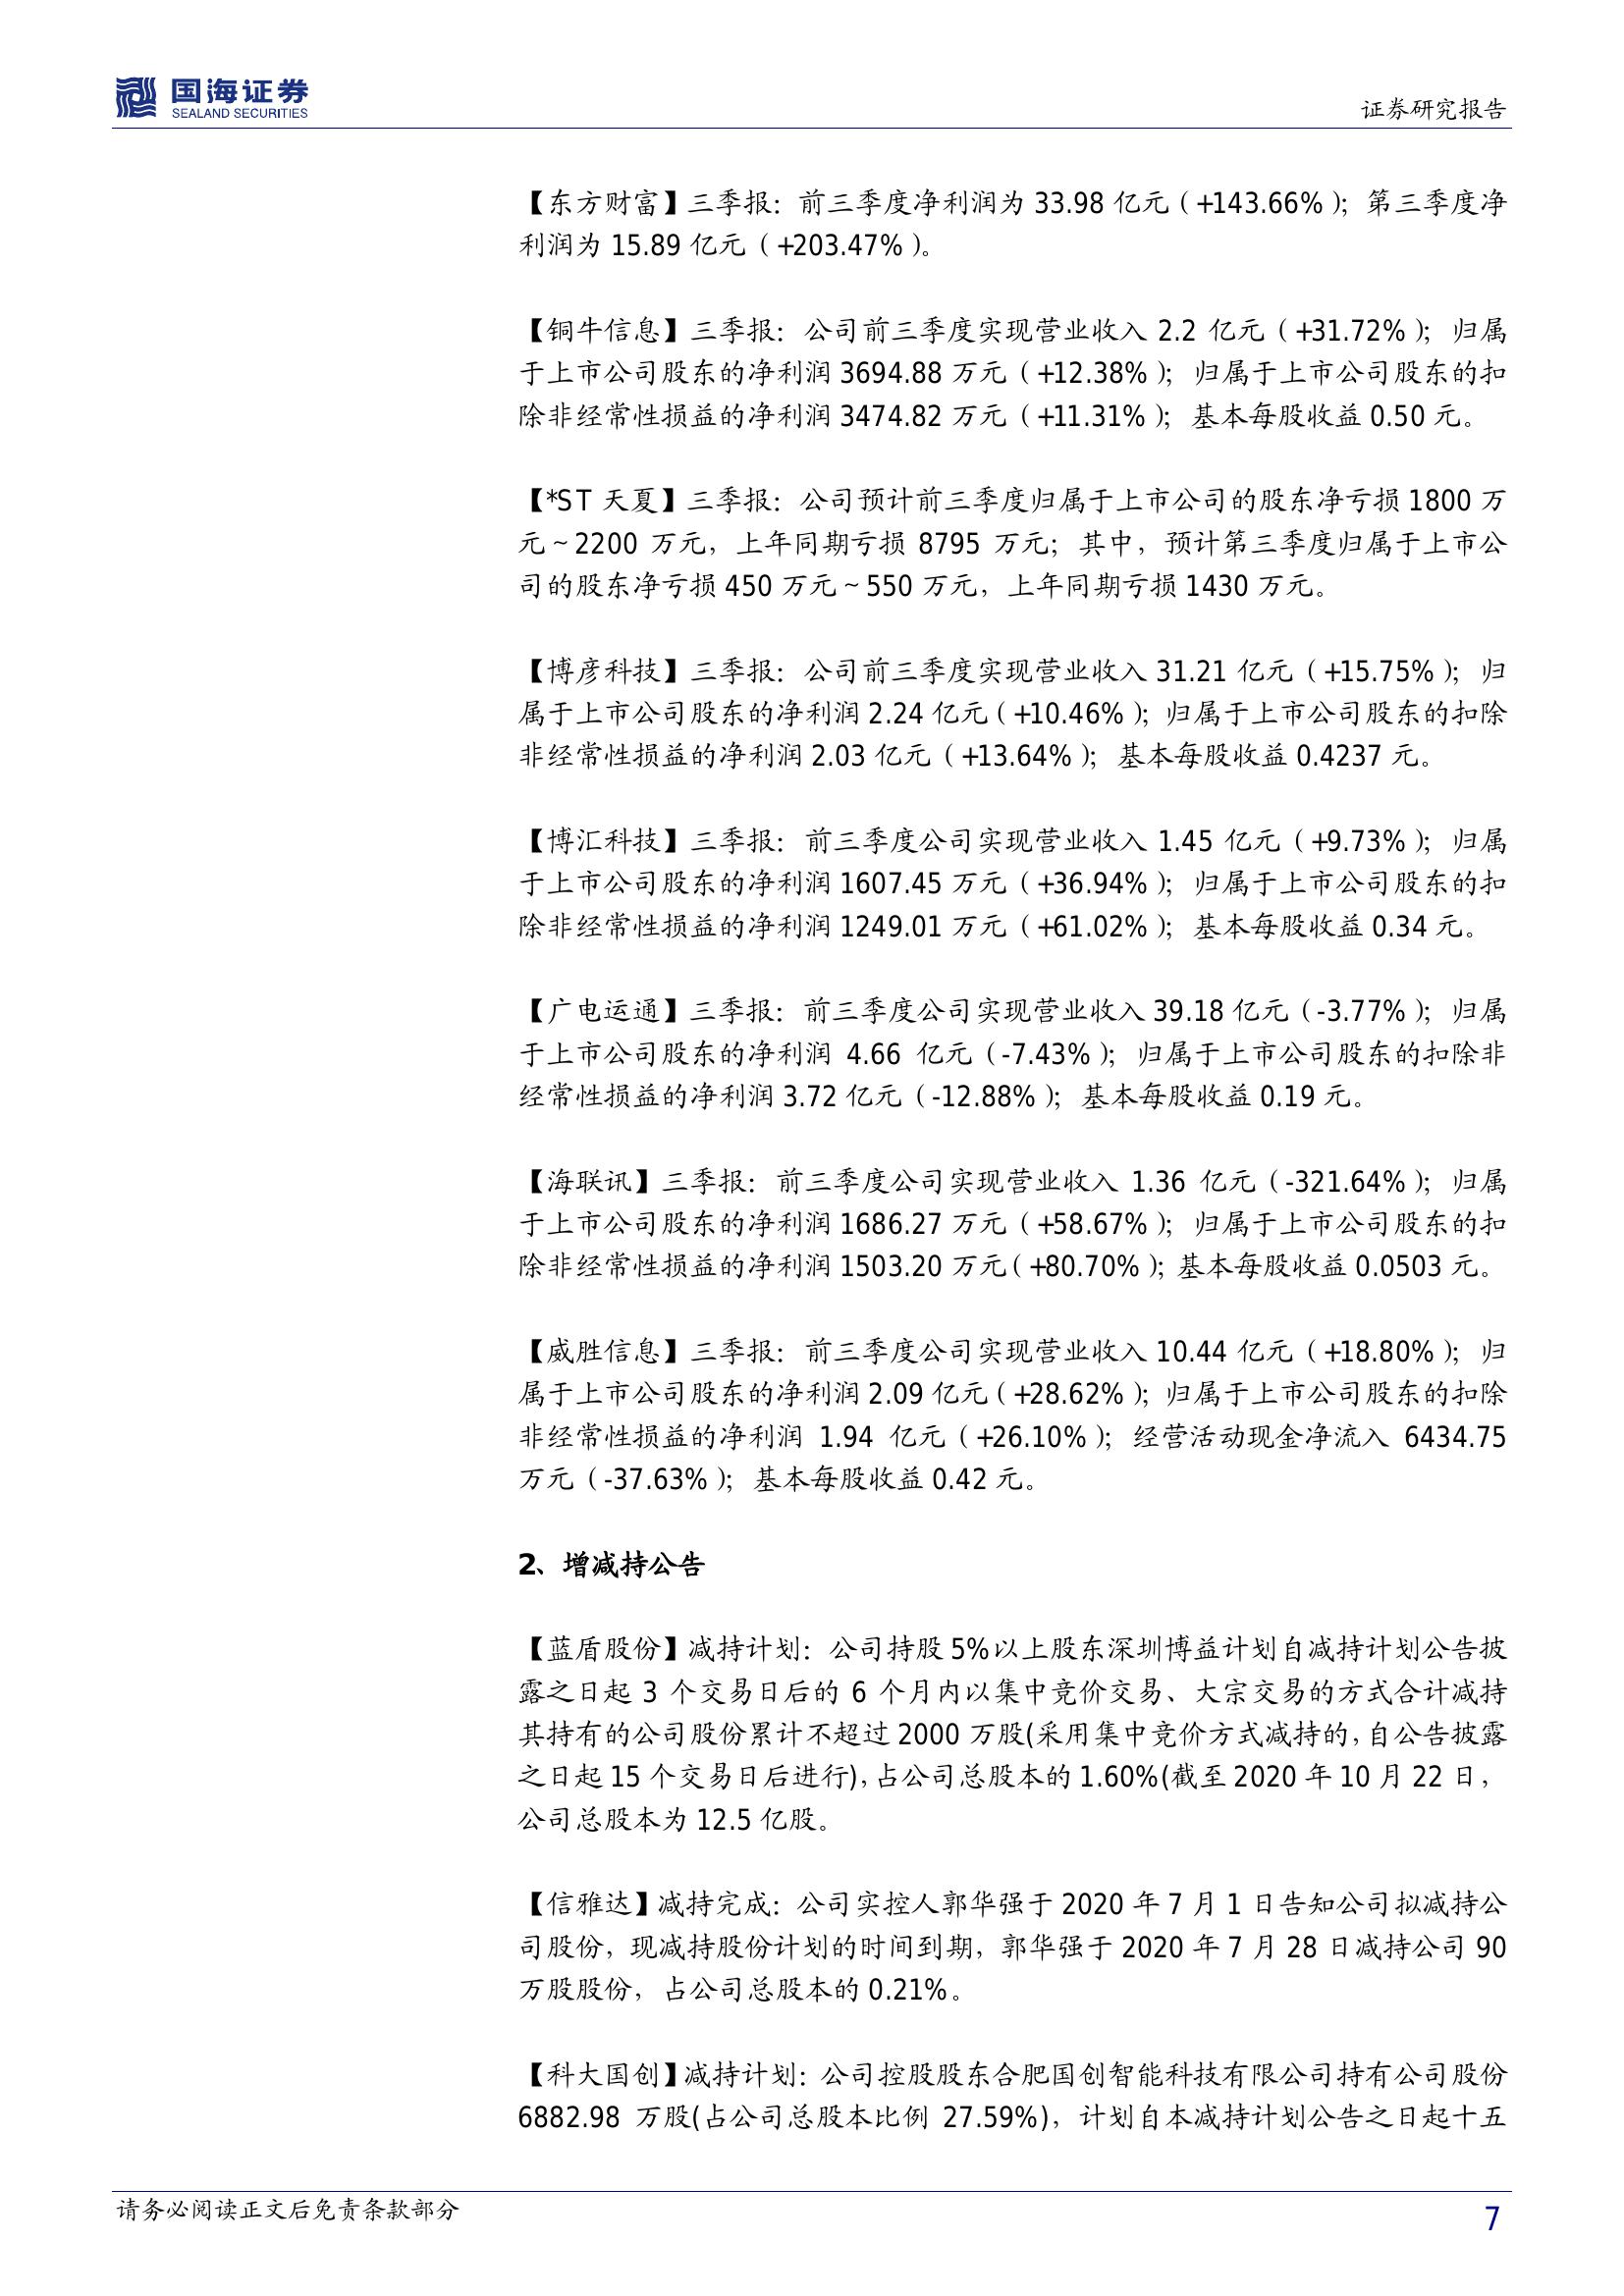 国海证券
SEALAND SECURITIES
证券研究报告
【东方财富】三季报：前三季度净利润为 33.98 亿元（+143.66%）；第三季度净
利润为 15.89 亿元（+203.47%）。
【铜牛信息】三季报：公司前三季度实现营业收入 2.2 亿元（+31.72%）；归属
于上市公司股东的净利润 3694.88 万元（+12.38%）；归属于上市公司股东的扣
除非经常性损益的净利润 3474.82 万元（+11.31%）；基本每股收益 0.50 元。
【*ST 天夏】三季报：公司预计前三季度归属于上市公司的股东净亏损 1800 万
元～2200 万元，上年同期亏损 8795 万元；其中，预计第三季度归属于上市公
司的股东净亏损 450 万元～550 万元，上年同期亏损 1430 万元。
【博彦科技】三季报：公司前三季度实现营业收入 31.21 亿元（+15.75%）；归
属于上市公司股东的净利润 2.24 亿元（+10.46%）；归属于上市公司股东的扣除
非经常性损益的净利润 2.03 亿元（+13.64%）；基本每股收益 0.4237 元。
【博汇科技】三季报：前三季度公司实现营业收入 1.45 亿元（+9.73%）；归属
于上市公司股东的净利润 1607.45 万元（+36.94%）；归属于上市公司股东的扣
除非经常性损益的净利润 1249.01 万元（+61.02%）；基本每股收益 0.34 元。
【广电运通】三季报：前三季度公司实现营业收入 39.18 亿元（-3.77%）；归属
于上市公司股东的净利润 4.66 亿元（-7.43%）；归属于上市公司股东的扣除非
经常性损益的净利润 3.72 亿元（-12.88%）；基本每股收益 0.19 元。
【海联讯】三季报：前三季度公司实现营业收入 1.36 亿元（-321.64%）；归属
于上市公司股东的净利润 1686.27 万元（+58.67%）；归属于上市公司股东的扣
除非经常性损益的净利润 1503.20 万元（+80.70%）；基本每股收益 0.0503 元。
【威胜信息】三季报：前三季度公司实现营业收入 10.44 亿元（+18.80%）；归
属于上市公司股东的净利润 2.09 亿元（+28.62%）；归属于上市公司股东的扣除
非经常性损益的净利润 1.94 亿元（+26.10%）；经营活动现金净流入 6434.75
万元（-37.63%）；基本每股收益 0.42 元。
2、增减持公告
【蓝盾股份】减持计划：公司持股 5%以上股东深圳博益计划自减持计划公告披
露之日起 3 个交易日后的 6 个月内以集中竞价交易、大宗交易的方式合计减持
其持有的公司股份累计不超过 2000 万股(采用集中竞价方式减持的，自公告披露
之日起 15 个交易日后进行)，占公司总股本的 1.60%(截至 2020 年 10 月 22 日，
公司总股本为 12.5 亿股。
【信雅达】减持完成：公司实控人郭华强于 2020 年 7 月 1 日告知公司拟减持公
司股份，现减持股份计划的时间到期，郭华强于 2020 年 7 月 28 日减持公司 90
万股股份，占公司总股本的 0.21%。
【科大国创】减持计划：公司控股股东合肥国创智能科技有限公司持有公司股份
6882.98 万股(占公司总股本比例 27.59%)，计划自本减持计划公告之日起十五
请务必阅读正文后免责条款部分
7